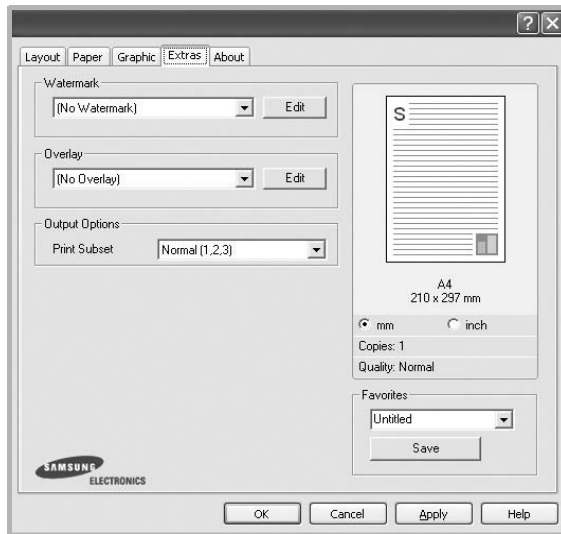 Layout Paper Graphic Extras About
Watermark
(No Watermark) Edit
Overlay
(No Overlay) Edit
Output Options
Print Subset Normal (1,2,3)
S
A4
210 x 297 mm
mm inch
Copies: 1
Quality: Normal
Favorites
Untitled
Save
SAMSUNG
ELECTRONICS
OK Cancel Apply Help